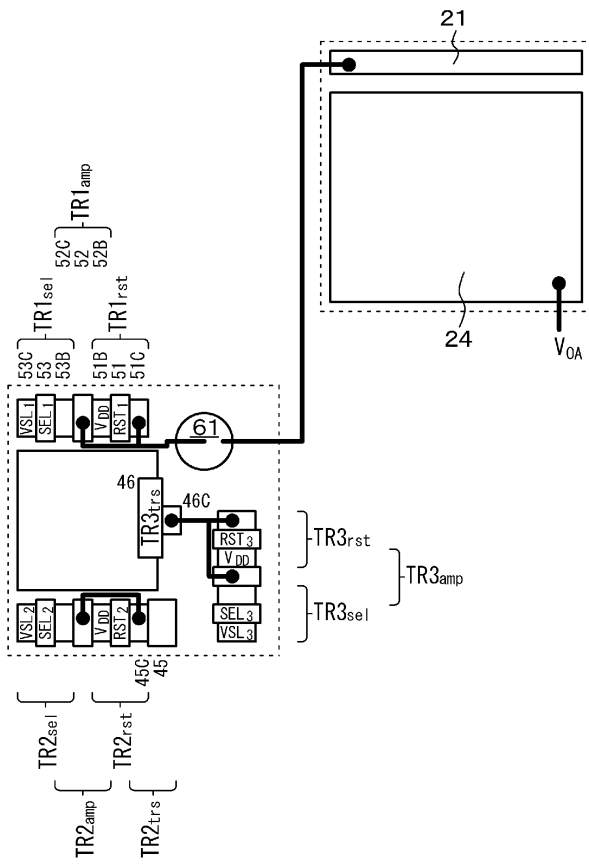 21
24
VOA
TR1amp
52C
52
52B
TR1sel
TR1rst
53C
53
53B
51B
51
51C
VSL1
SEL1
VDD
RST1
61
46
TR3trs
46C
RST3
VDD
SEL3
VSL3
TR3rst
TR3amp
TR3sel
VSL2
SEL2
VDD
RST2
45C
45
TR2sel
TR2rst
TR2amp
TR2trs